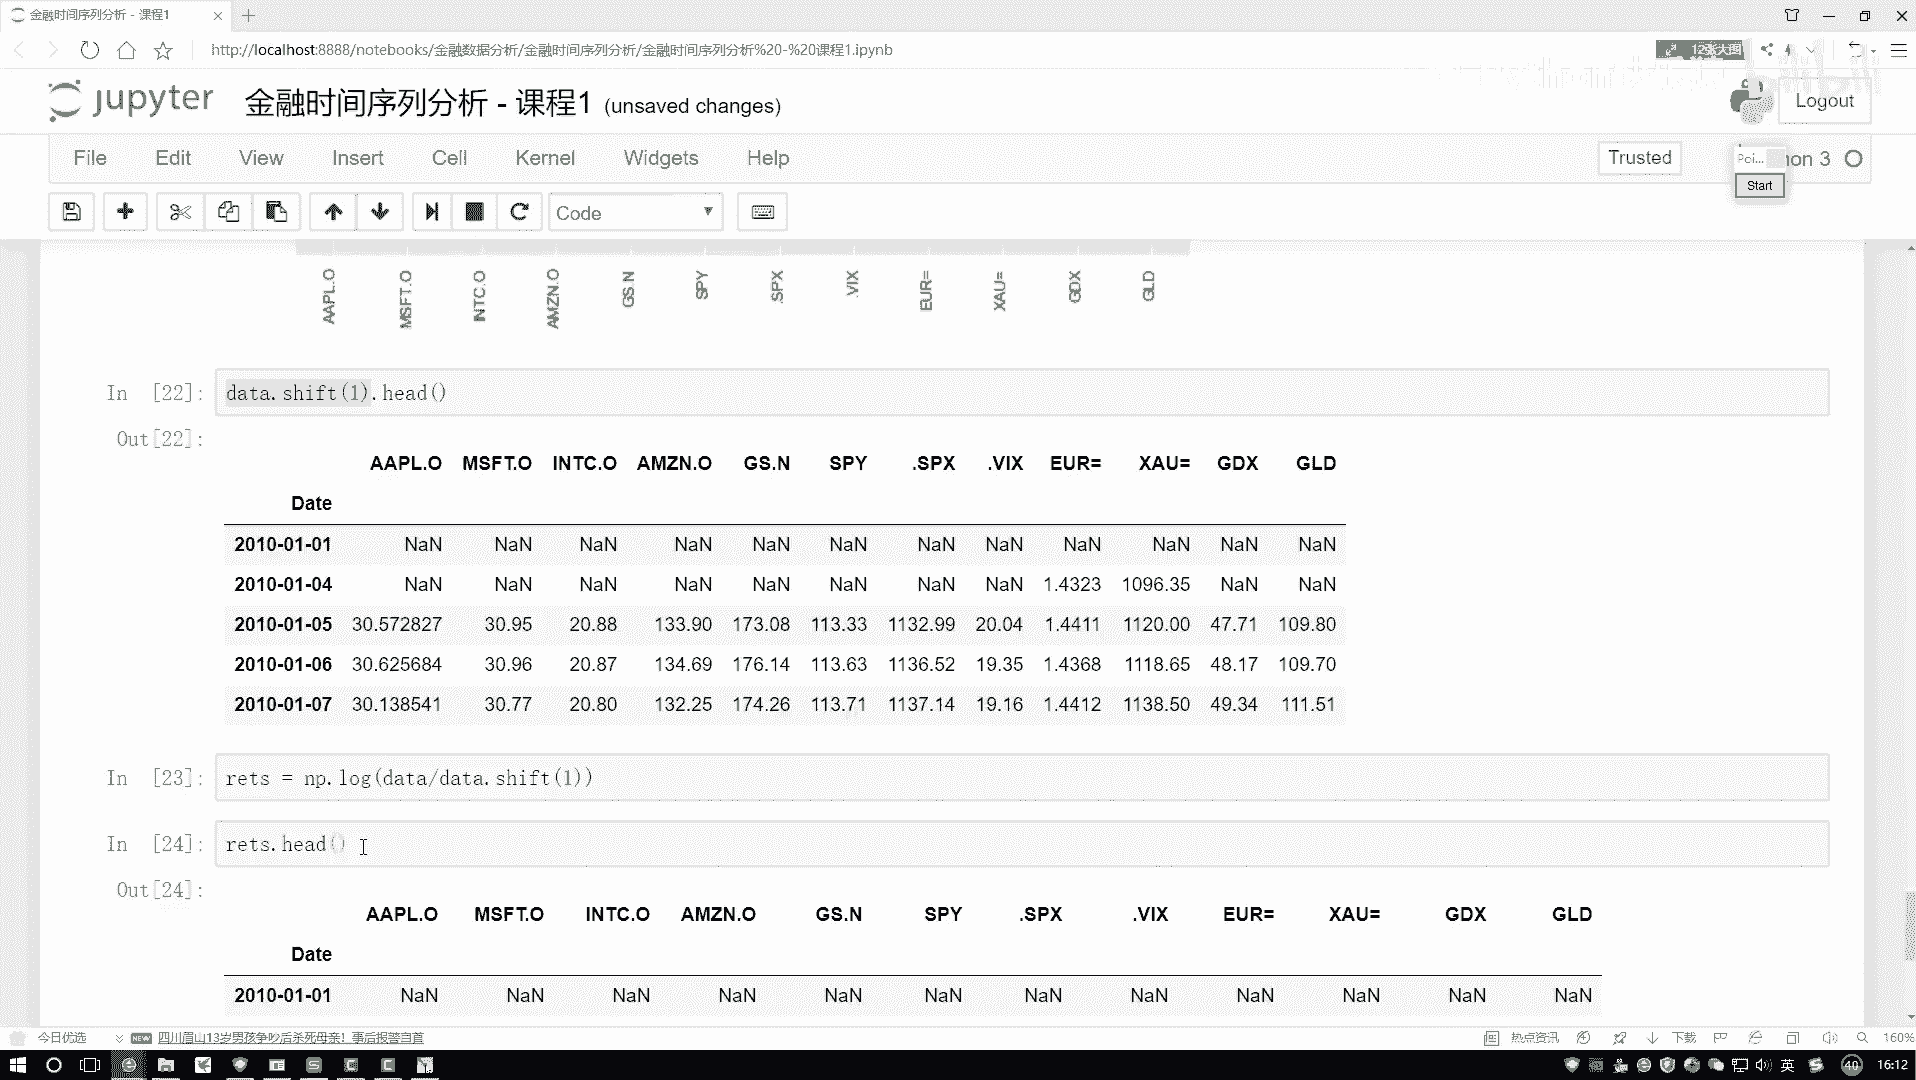 金融时间序列分析 - 课程1
http://localhost:8888/notebooks/金融数据分析/金融时间序列分析/金融时间序列分析%20-%20课程1.ipynb
12张大图
jupyter 金融时间序列分析 - 课程1 (unsaved changes)
bilibili
Logout
File Edit View Insert Cell Kernel Widgets Help
Trusted
Poi... hon 3
Start
Code
AAPL.O MSFT.O INTC.O AMZN.O GS.N SPY .SPX .VIX EUR= XAU= GDX GLD
In [22]: data.shift(1).head()
Out[22]:
AAPL.O MSFT.O INTC.O AMZN.O GS.N SPY .SPX .VIX EUR= XAU= GDX GLD
Date
2010-01-01 NaN NaN NaN NaN NaN NaN NaN NaN NaN NaN NaN NaN
2010-01-04 NaN NaN NaN NaN NaN NaN NaN NaN 1.4323 1096.35 NaN NaN
2010-01-05 30.572827 30.95 20.88 133.90 173.08 113.33 1132.99 20.04 1.4411 1120.00 47.71 109.80
2010-01-06 30.625684 30.96 20.87 134.69 176.14 113.63 1136.52 19.35 1.4368 1118.65 48.17 109.70
2010-01-07 30.138541 30.77 20.80 132.25 174.26 113.71 1137.14 19.16 1.4412 1138.50 49.34 111.51
In [23]: rets = np.log(data/data.shift(1))
In [24]: rets.head()
Out[24]:
AAPL.O MSFT.O INTC.O AMZN.O GS.N SPY .SPX .VIX EUR= XAU= GDX GLD
Date
2010-01-01 NaN NaN NaN NaN NaN NaN NaN NaN NaN NaN NaN NaN
今日优选 NEW 四川眉山13岁男孩争吵后杀死母亲！事后报警自首 热点资讯 下载 160%
英 40 16:12